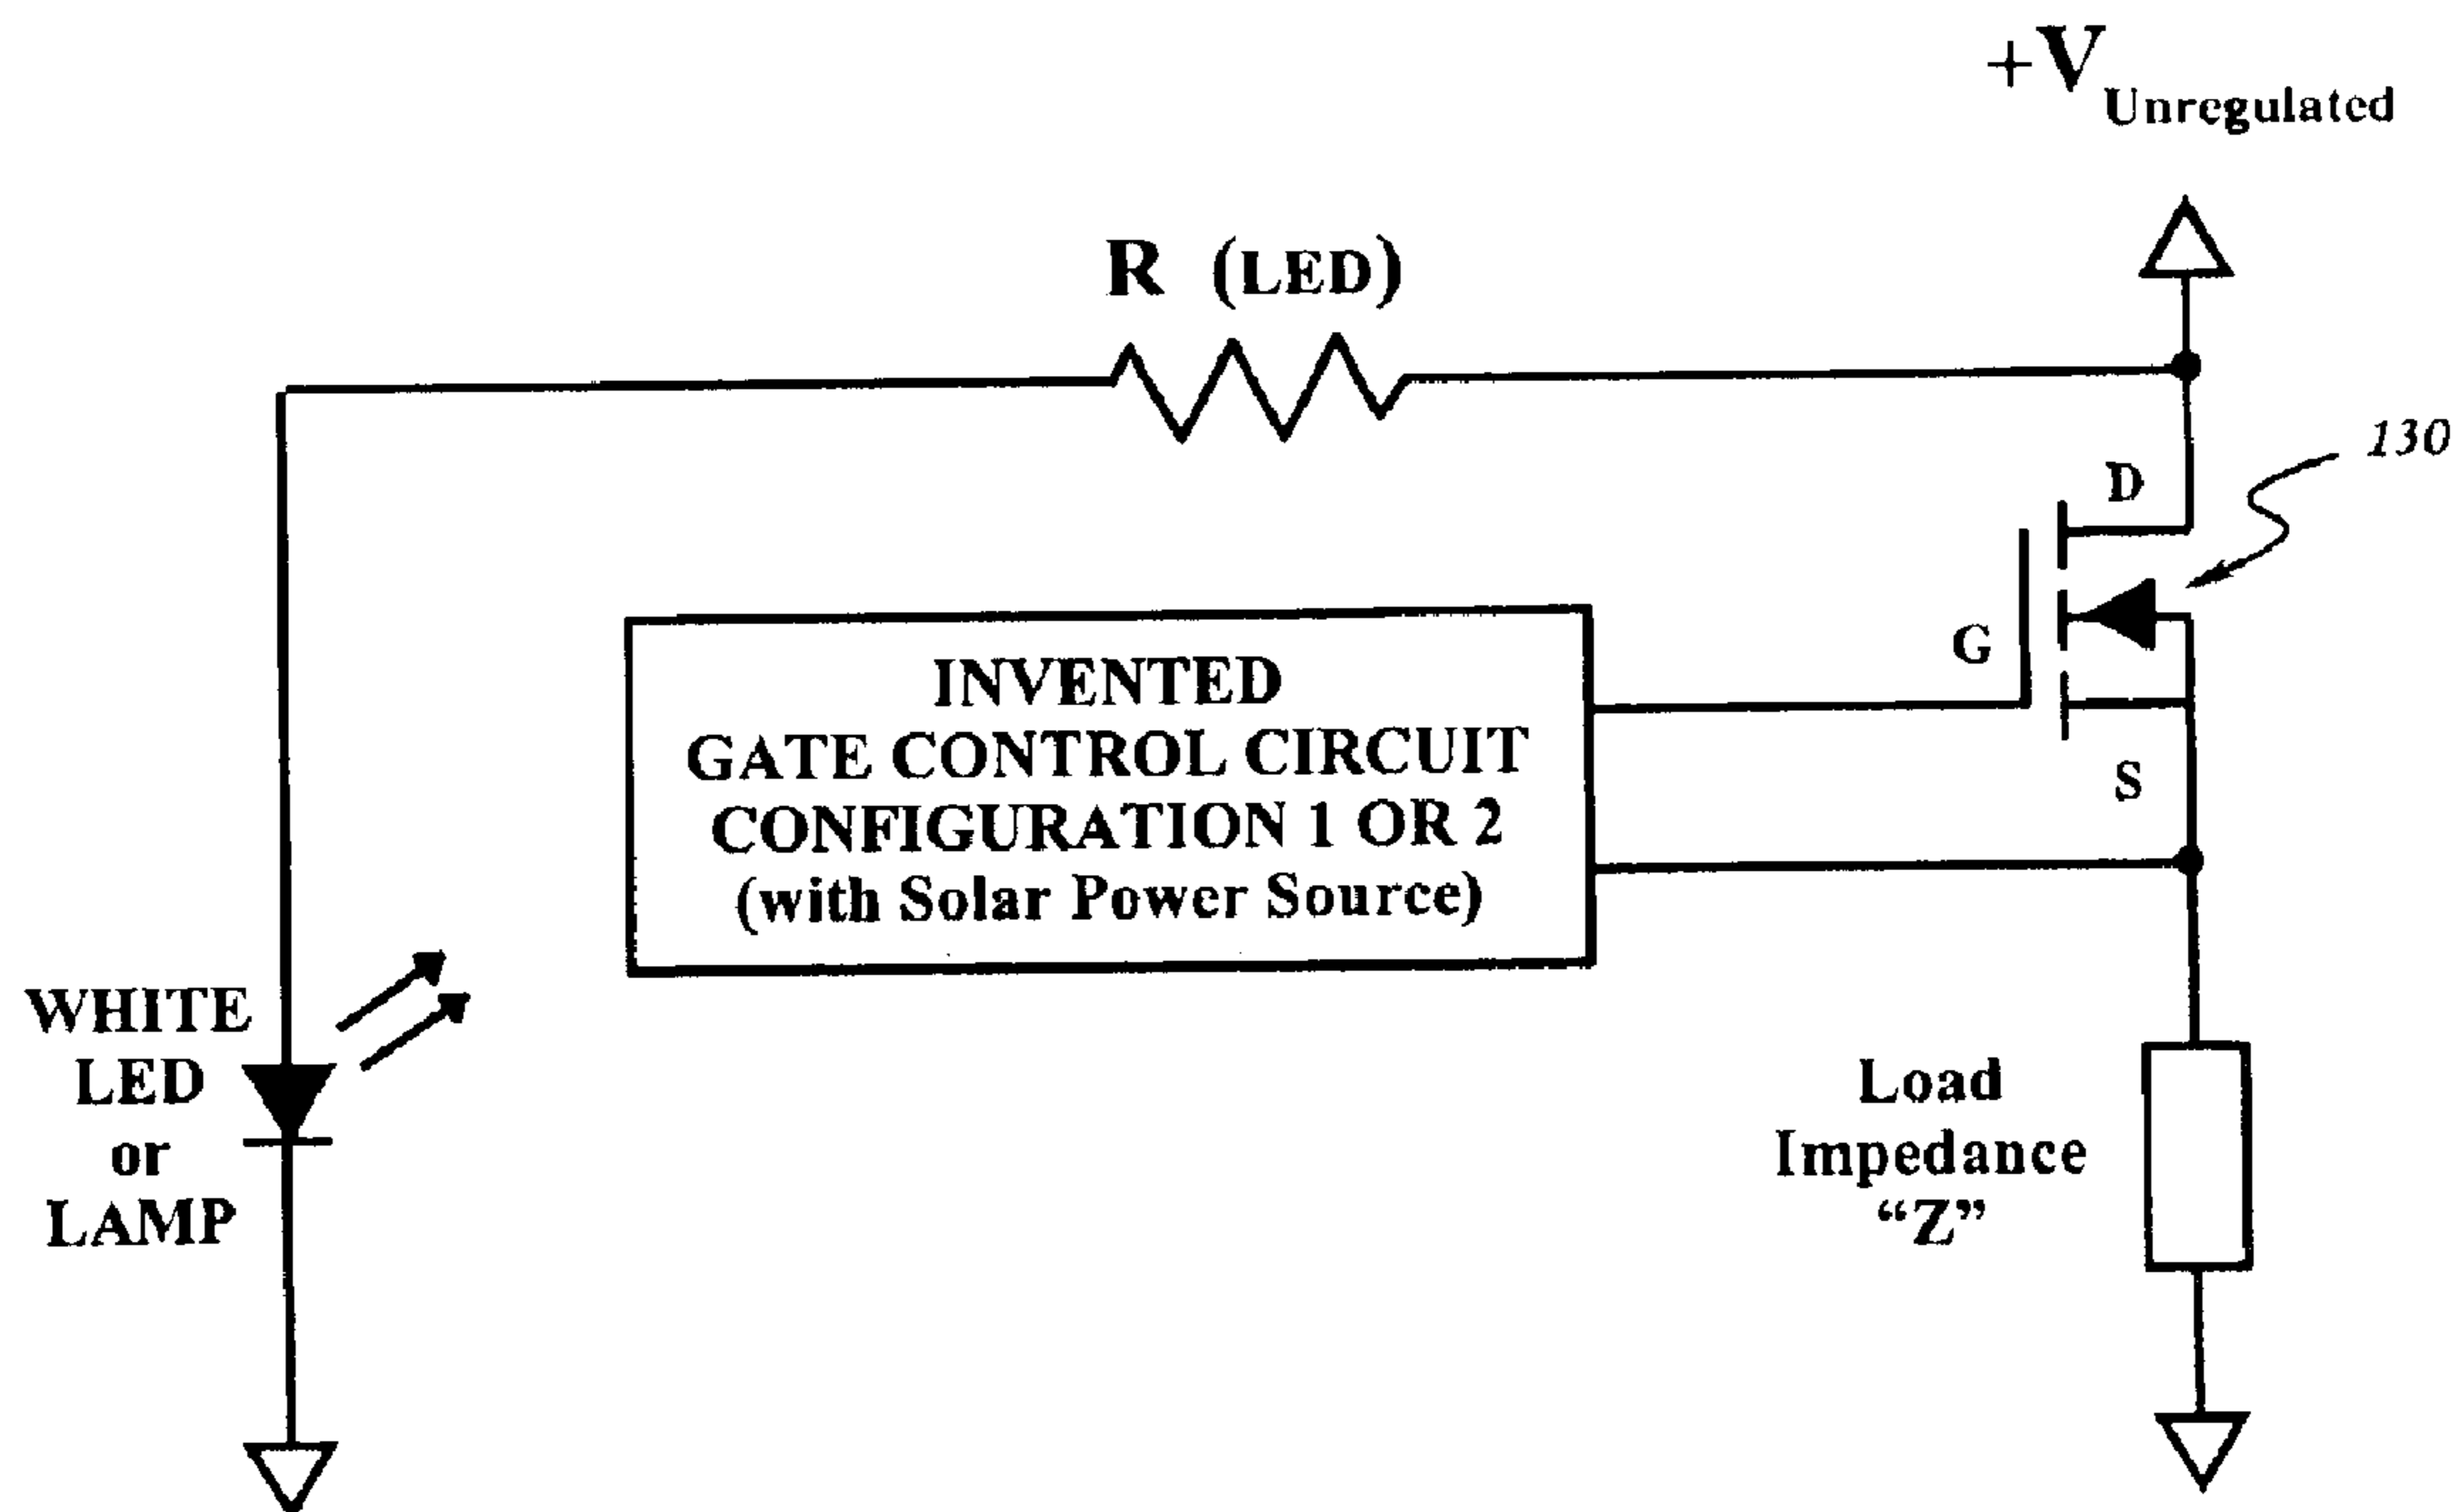 +V Unregulated
R (LED)
130
D
G
S
INVENTED
GATE CONTROL CIRCUIT
CONFIGURATION 1 OR 2
(with Solar Power Source)
WHITE
LED
or
LAMP
Load
Impedance
“Z”